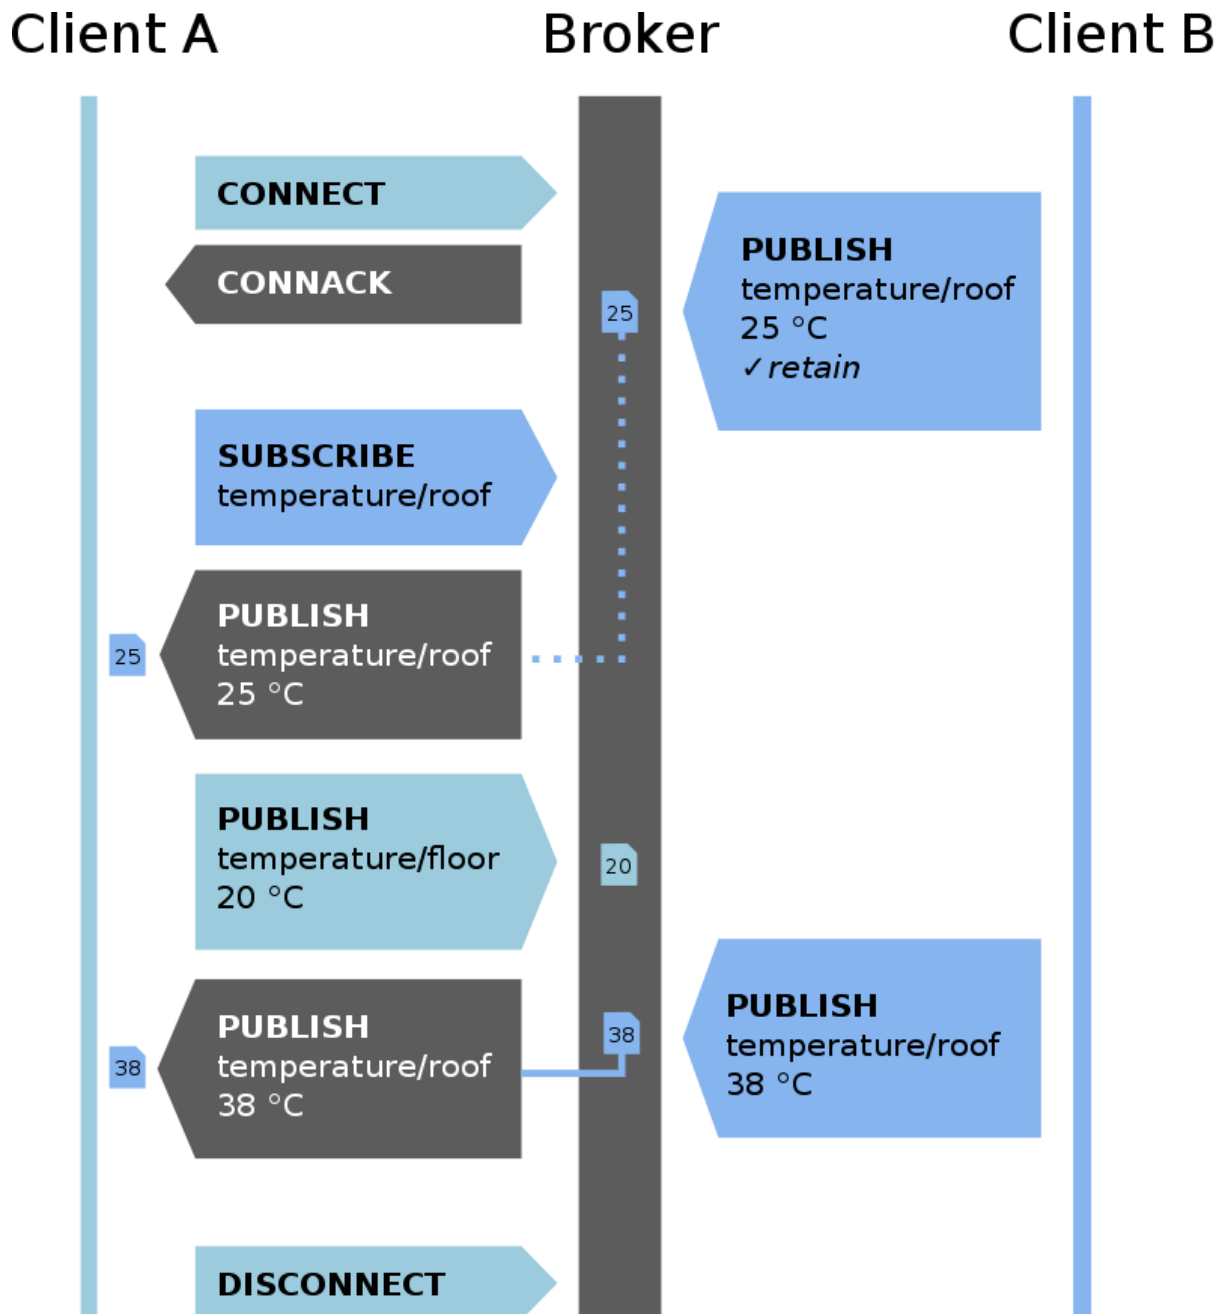 Client A
Broker
Client B
CONNECT
CONNACK
PUBLISH
temperature/roof
25 °C
✓retain
25
SUBSCRIBE
temperature/roof
PUBLISH
temperature/roof
25 °C
25
PUBLISH
temperature/floor
20 °C
20
PUBLISH
temperature/roof
38 °C
38
PUBLISH
temperature/roof
38 °C
38
DISCONNECT